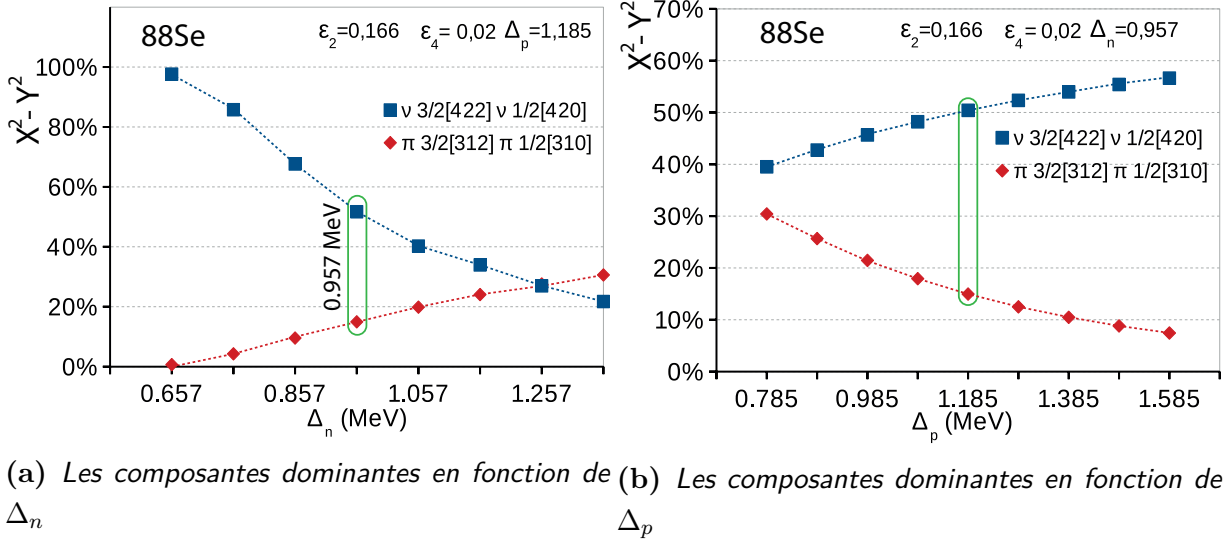 88Se
ε2=0,166 ε4= 0,02 Δp=1,185
X2- Y2
100%
80%
60%
40%
20%
0%
ν 3/2[422] ν 1/2[420]
π 3/2[312] π 1/2[310]
0.957 MeV
0.657 0.857 1.057 1.257
Δn (MeV)
(a) Les composantes dominantes en fonction de
Δn
88Se
ε2=0,166 ε4= 0,02 Δn=0,957
X2- Y2
70%
60%
50%
40%
30%
20%
10%
0%
ν 3/2[422] ν 1/2[420]
π 3/2[312] π 1/2[310]
0.785 0.985 1.185 1.385 1.585
Δp (MeV)
(b) Les composantes dominantes en fonction de
Δp